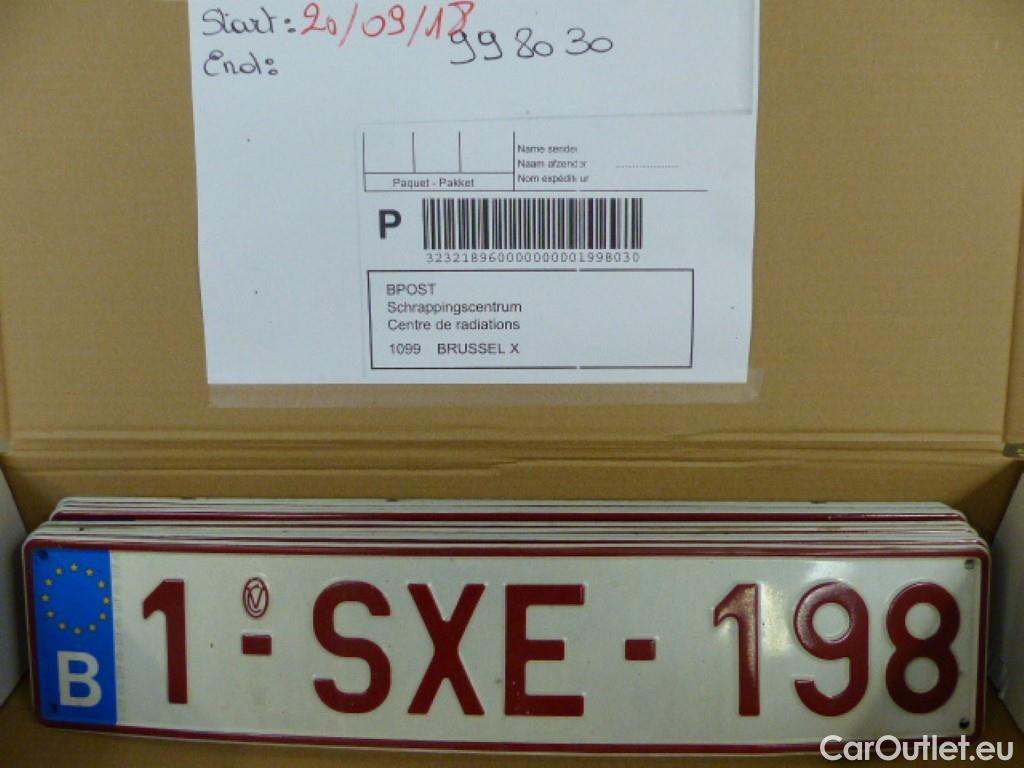 Start: 20/09/18
998030
End:
Name sender
Naam afzender
Nom expéditeur
Paquet - Pakket
P
323218960000000001998030
BPOST
Schrappingscentrum
Centre de radiations
1099 BRUSSEL X
B 1-SXE-198
CarOutlet.eu